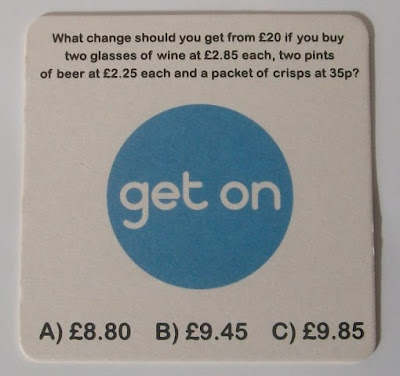 What change should you get from £20 if you buy
two glasses of wine at £2.85 each, two pints
of beer at £2.25 each and a packet of crisps at 35p?
get on
A) £8.80 B) £9.45 C) £9.85